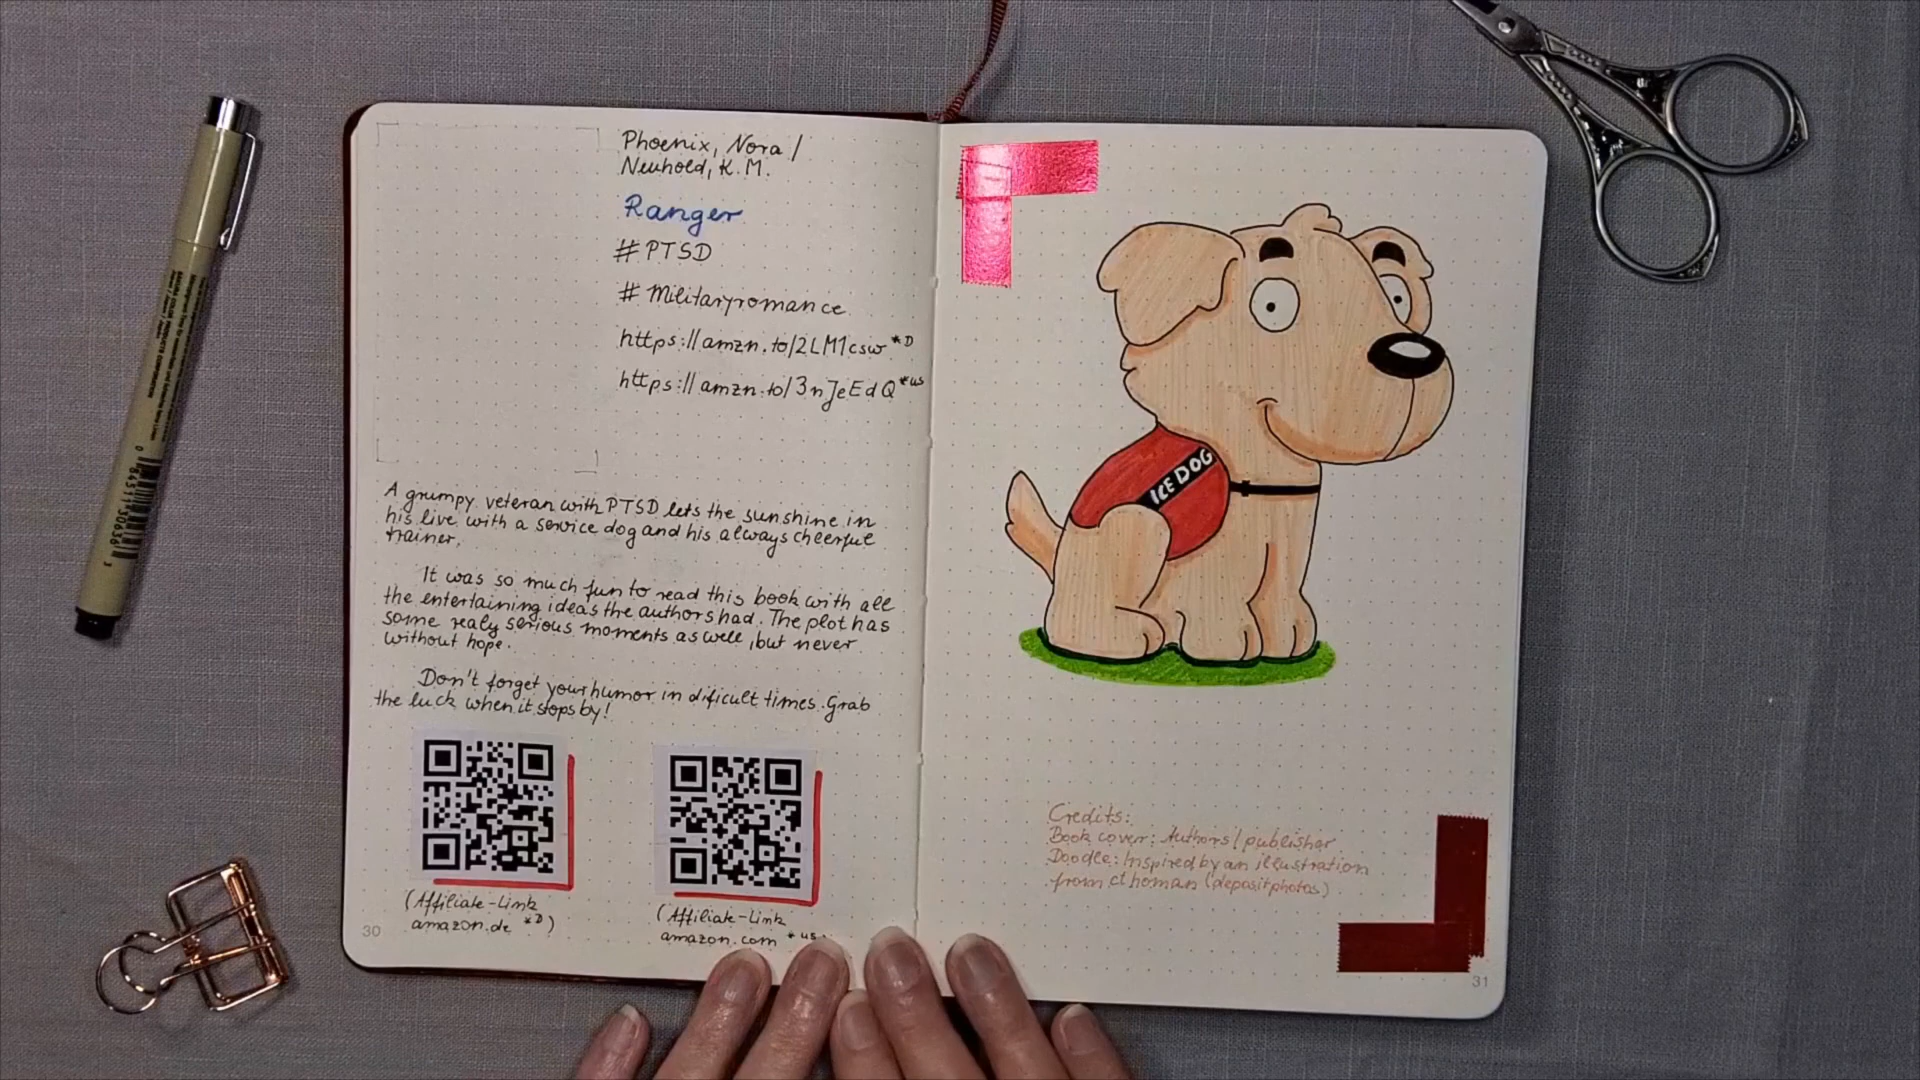 Phoenix, Nora /
Neuhold, K.M.
Ranger
#PTSD
#Militaryromance
https://amzn.to/2LM1csw *D
https://amzn.to/3nJeEdQ *US
A grumpy veteran with PTSD lets the sunshine in
his live with a service dog and his always cheerful
trainer.
It was so much fun to read this book with all
the entertaining ideas the authors had. The plot has
some realy serious moments as well, but never
without hope.
Don't forget your humor in dificult times. Grab
the luck when it stops by!
(Affiliate-Link
amazon.de *D)
(Affiliate-Link
amazon.com *US)
30
ICE DOG
Credits:
Book cover: Authors/publisher
Doodle: Inspired by an illustration
from (depositphotos)
31